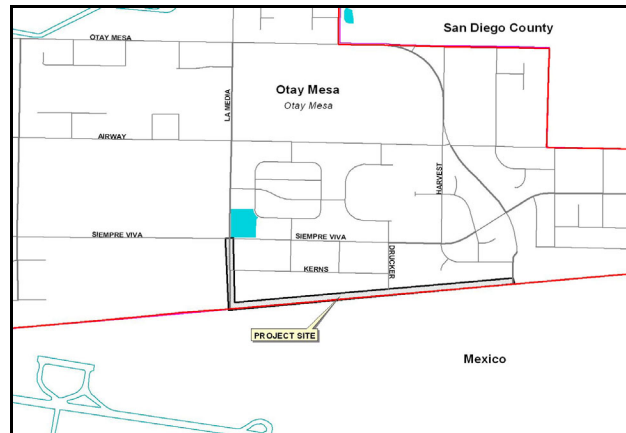 San Diego County
OTAY MESA
Otay Mesa
Otay Mesa
LA MEDIA
AIRWAY
HARVEST
SIEMPRE VIVA
SIEMPRE VIVA
DRUCKER
KERNS
PROJECT SITE
Mexico